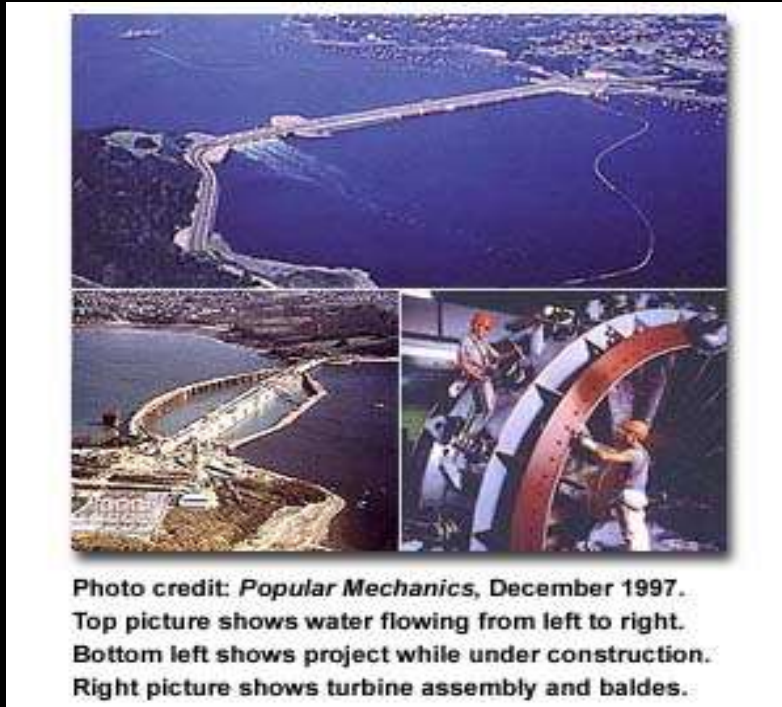 Photo credit: Popular Mechanics, December 1997.
Top picture shows water flowing from left to right.
Bottom left shows project while under construction.
Right picture shows turbine assembly and baldes.